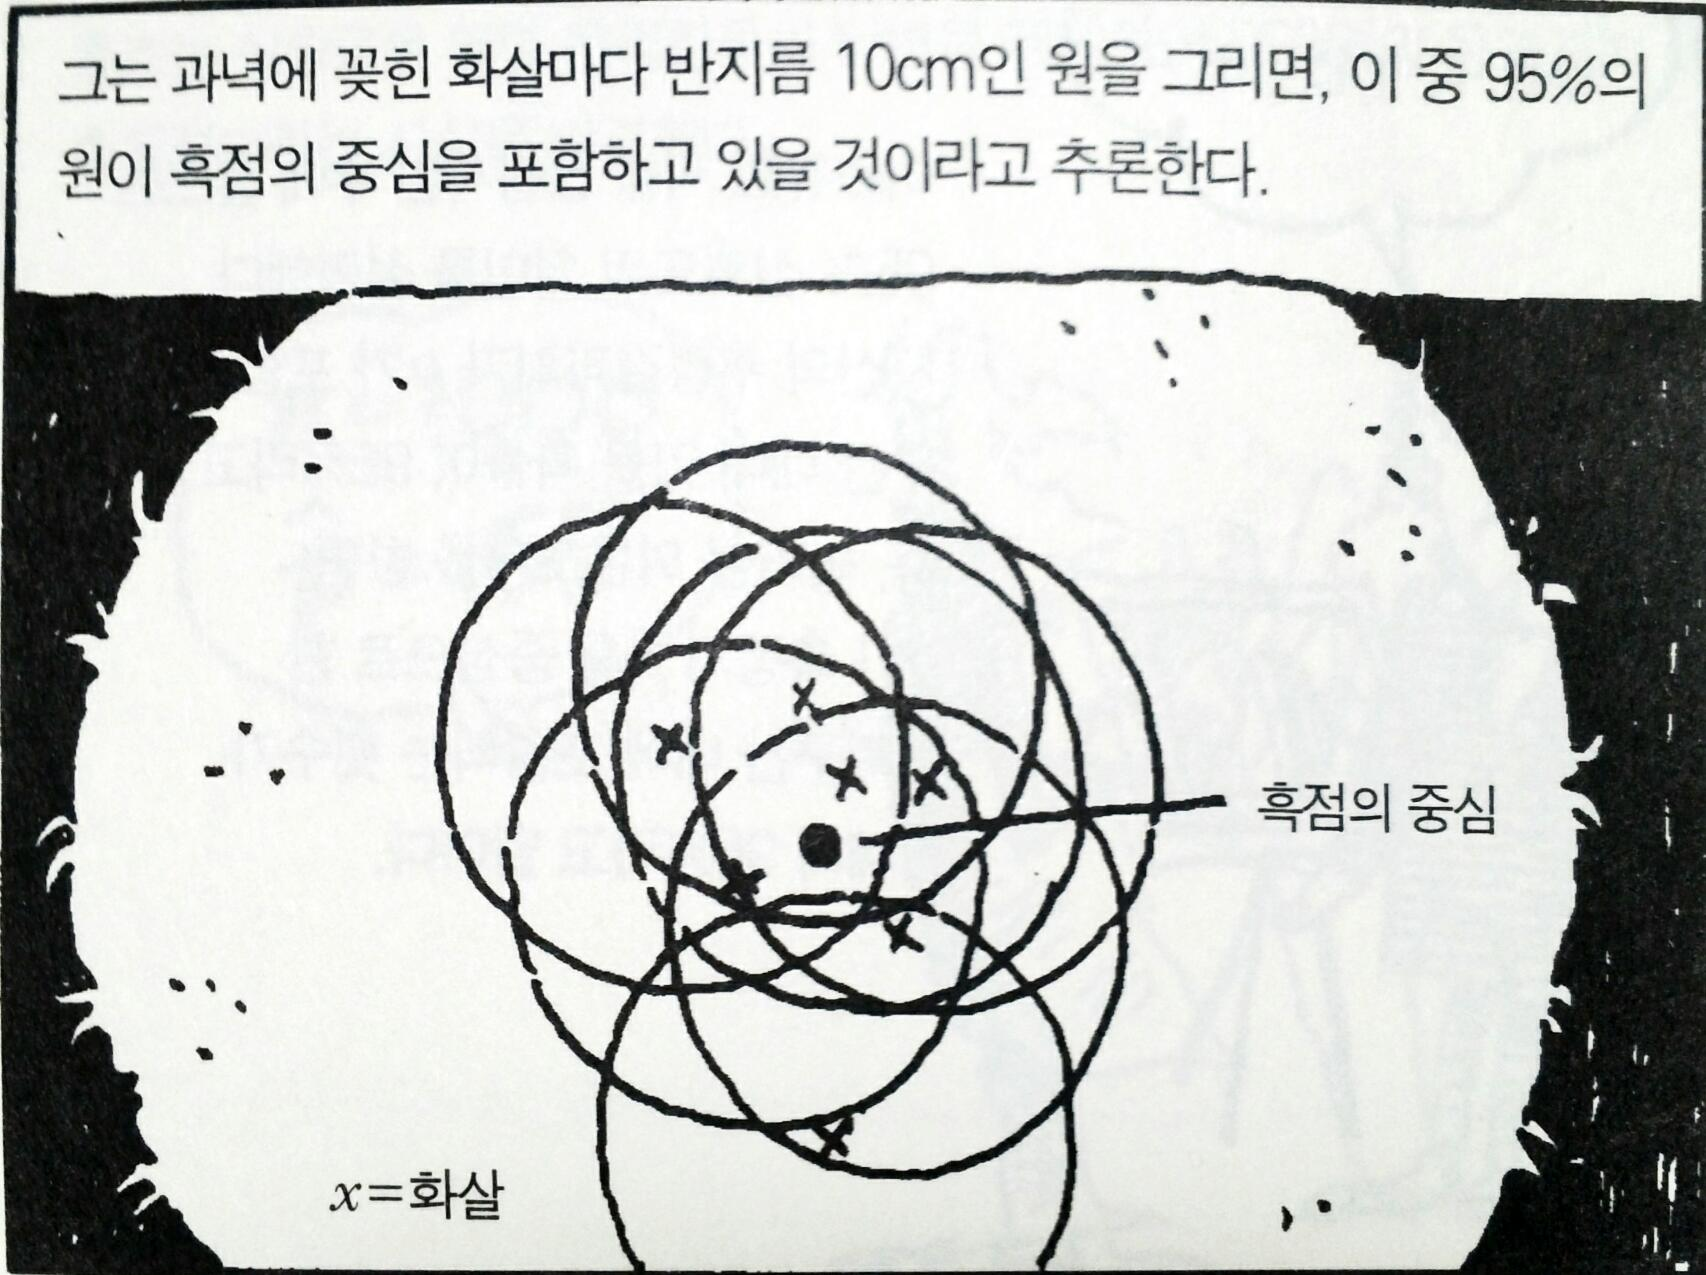 그는 과녁에 꽂힌 화살마다 반지름 10cm인 원을 그리면, 이 중 95%의
원이 흑점의 중심을 포함하고 있을 것이라고 추론한다.
흑점의 중심
x=화살